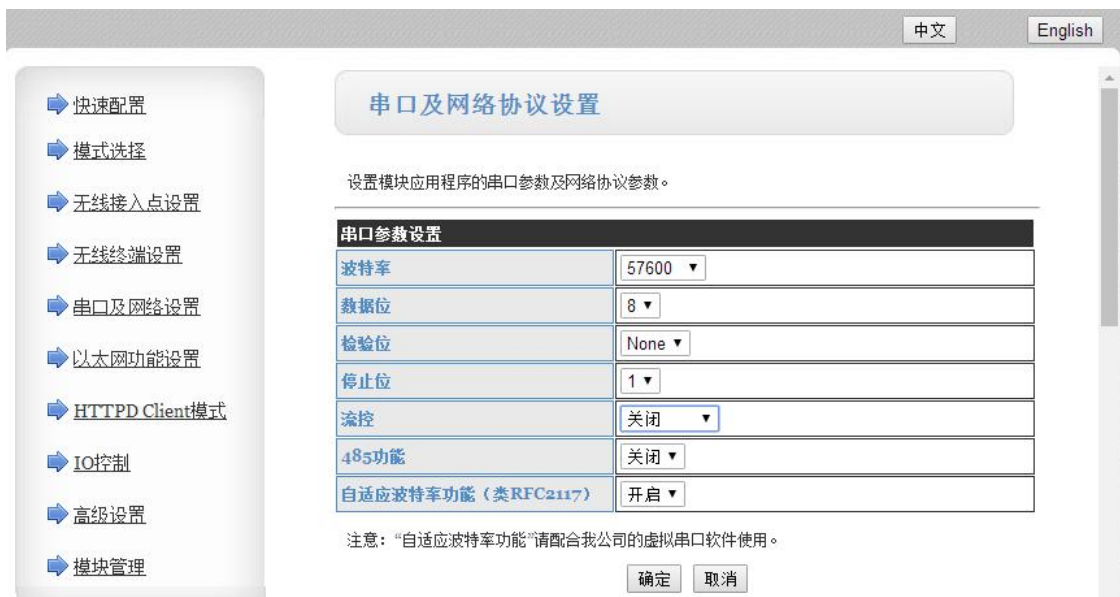 中文 English
快速配置
模式选择
无线接入点设置
无线终端设置
串口及网络设置
以太网功能设置
HTTPD Client模式
IO控制
高级设置
模块管理
串口及网络协议设置
设置模块应用程序的串口参数及网络协议参数。
串口参数设置
波特率 57600
数据位 8
检验位 None
停止位 1
流控 关闭
485功能 关闭
自适应波特率功能（类RFC2117） 开启
注意：“自适应波特率功能”请配合我公司的虚拟串口软件使用。
确定 取消